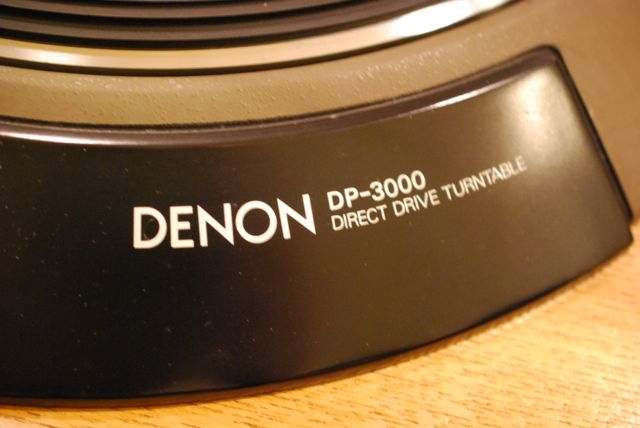 DENON
DP-3000
DIRECT DRIVE TURNTABLE